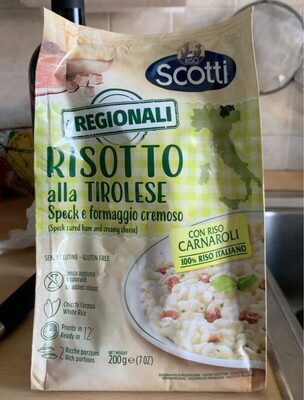 RISO
Scotti
I REGIONALI
RISOTTO
alla TIROLESE
Speck e formaggio cremoso
(Speck cured ham and creamy cheese)
CON RISO
CARNAROLI
100% RISO ITALIANO
SENZA GLUTINE - GLUTEN FREE
Senza aggiunta
di coloranti
No added colours
Chicchi Corposi
White Rice
Pronto in
Ready in 12'
2 Ricche porzioni
Rich portions
NET WEIGHT
200g e (7 OZ)